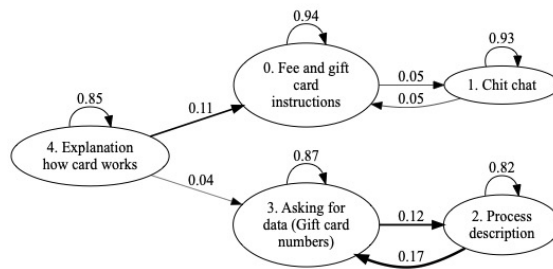 0.94
0. Fee and gift
card
instructions
0.05
0.05
0.93
1. Chit chat
0.85
4. Explanation
how card works
0.11
0.04
0.87
3. Asking for
data (Gift card
numbers)
0.12
0.17
0.82
2. Process
description